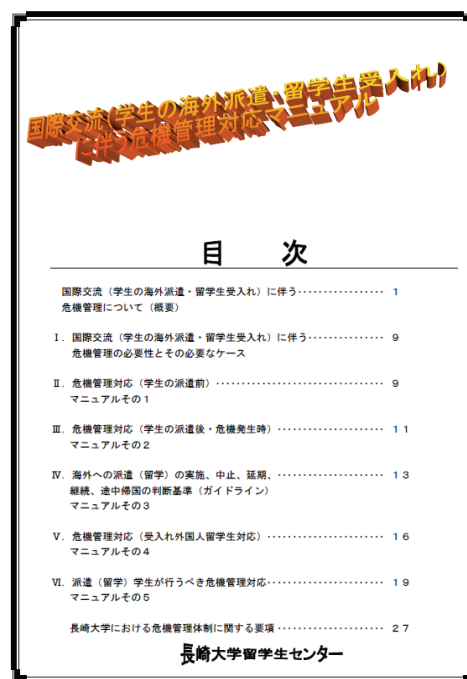 国際交流（学生の海外派遣・留学生受入れ）
に伴う危機管理対応マニュアル
目　次
国際交流（学生の海外派遣・留学生受入れ）に伴う・・・・・・・・・・・・・・・・・ 1
危機管理について（概要）
Ⅰ．国際交流（学生の海外派遣・留学生受入れ）に伴う・・・・・・・・・・・・・・・ 9
危機管理の必要性とその必要なケース
Ⅱ．危機管理対応（学生の派遣前）・・・・・・・・・・・・・・・・・・・・・・・・・・・・・・・・・ 9
マニュアルその１
Ⅲ．危機管理対応（学生の派遣後・危機発生時）・・・・・・・・・・・・・・・・・・・・・ １１
マニュアルその２
Ⅳ．海外への派遣（留学）の実施、中止、延期、・・・・・・・・・・・・・・・・・・・・・ １３
継続、途中帰国の判断基準（ガイドライン）
マニュアルその３
Ⅴ．危機管理対応（受入れ外国人留学生対応）・・・・・・・・・・・・・・・・・・・・・・・ １６
マニュアルその４
Ⅵ．派遣（留学）学生が行うべき危機管理対応・・・・・・・・・・・・・・・・・・・・・・・ １９
マニュアルその５
長崎大学における危機管理体制に関する要項・・・・・・・・・・・・・・・・・・・・・ ２７
長崎大学留学生センター